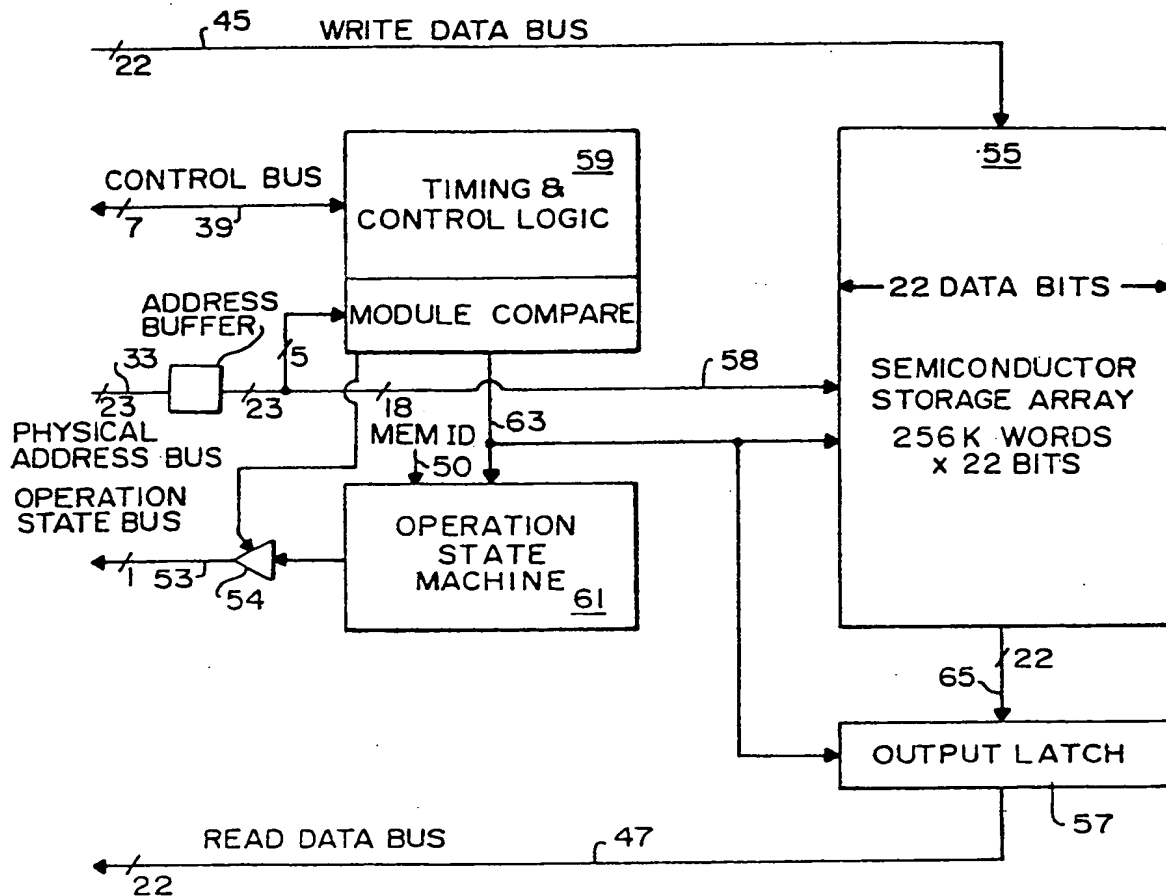 45
WRITE DATA BUS
22
59
TIMING &
CONTROL LOGIC
CONTROL BUS
7
39
MODULE COMPARE
ADDRESS
BUFFER
5
33
23
23
18
58
PHYSICAL
ADDRESS BUS
MEM ID
63
50
OPERATION
STATE BUS
1
53
54
OPERATION
STATE
MACHINE
61
55
22 DATA BITS
SEMICONDUCTOR
STORAGE ARRAY
256 K WORDS
x 22 BITS
22
65
OUTPUT LATCH
57
READ DATA BUS
47
22